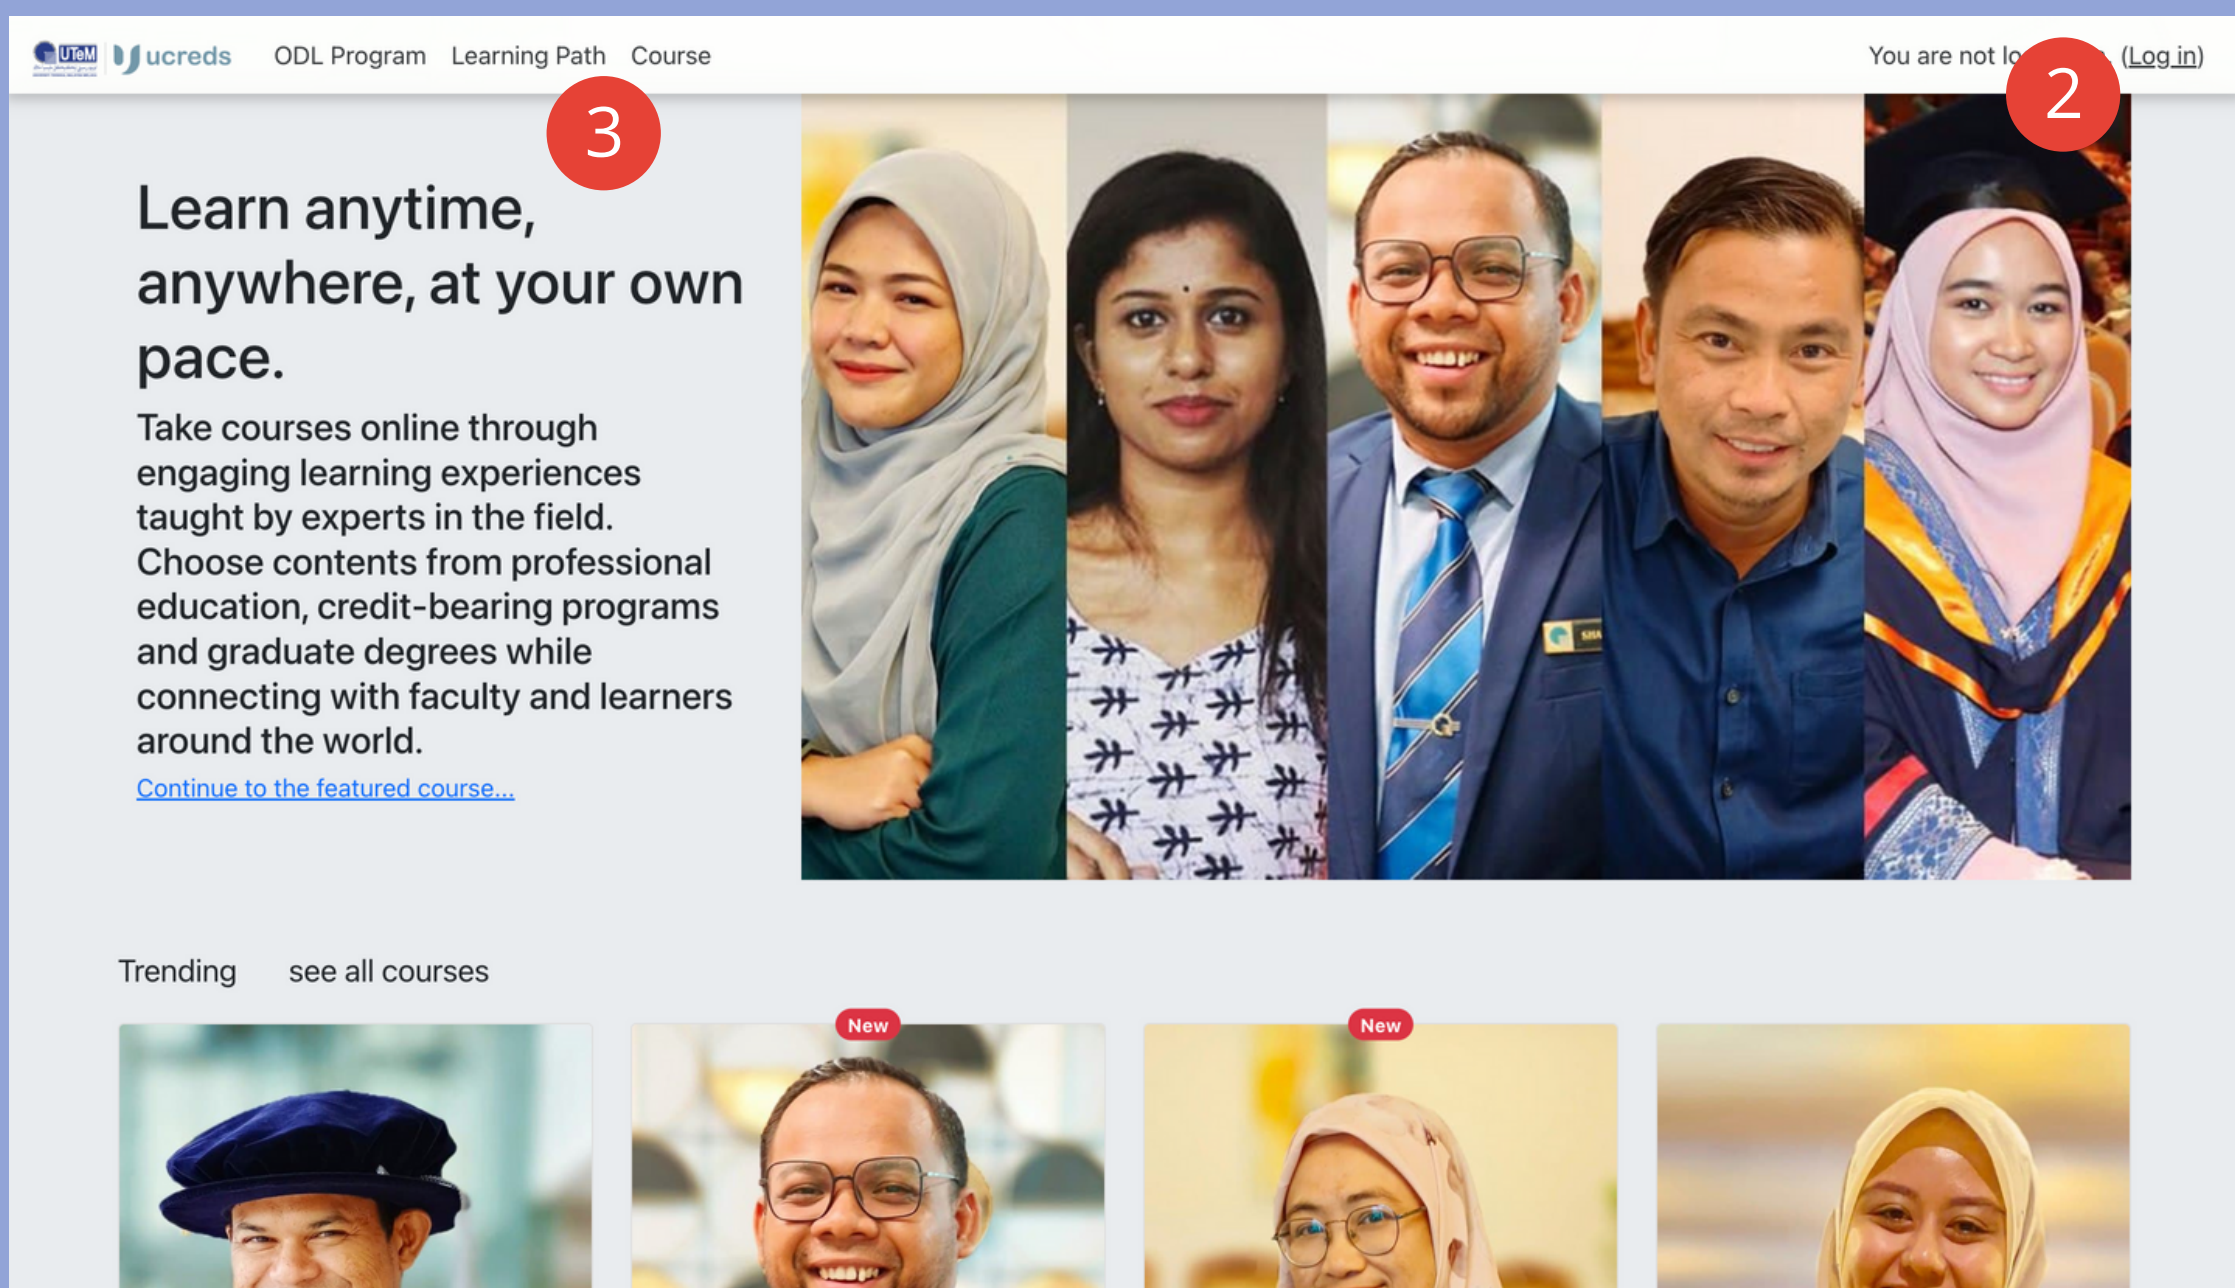 UTeM ucreds ODL Program Learning Path Course You are not lo (Log in)
3
2
Learn anytime,
anywhere, at your own
pace.
Take courses online through
engaging learning experiences
taught by experts in the field.
Choose contents from professional
education, credit-bearing programs
and graduate degrees while
connecting with faculty and learners
around the world.
Continue to the featured course...
SHA
Trending see all courses
New
New